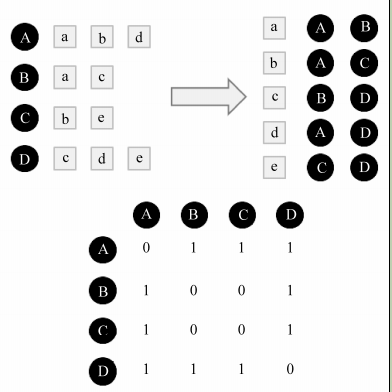 A a b d
B a c
C b e
D c d e
a A B
b A C
c B D
d A D
e C D
A B C D
A 0 1 1 1
B 1 0 0 1
C 1 0 0 1
D 1 1 1 0